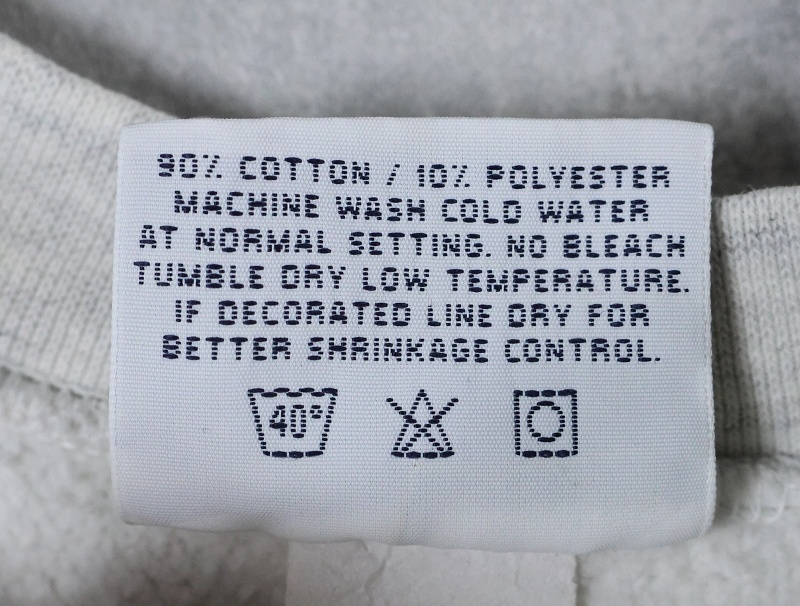 90% COTTON / 10% POLYESTER
MACHINE WASH COLD WATER
AT NORMAL SETTING. NO BLEACH
TUMBLE DRY LOW TEMPERATURE.
IF DECORATED LINE DRY FOR
BETTER SHRINKAGE CONTROL.
40°